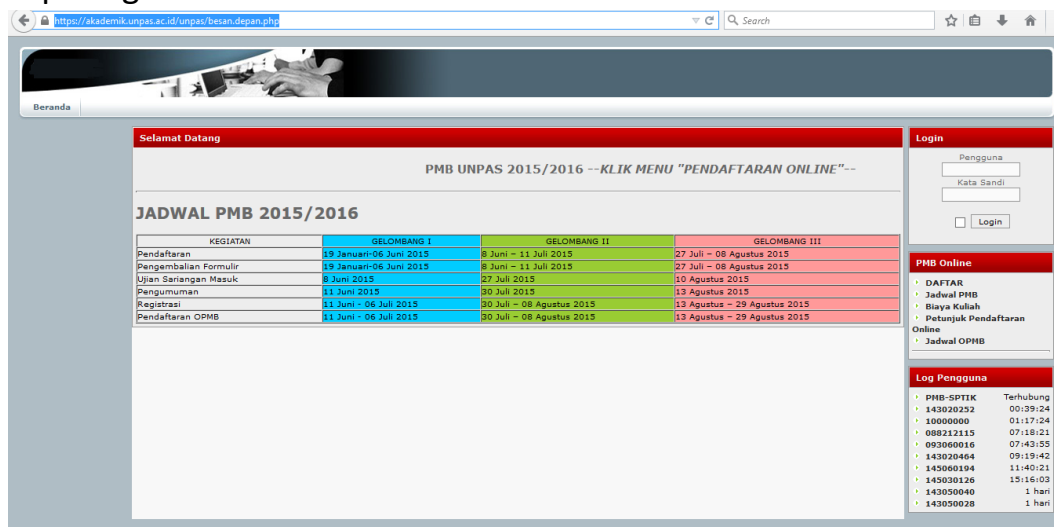 https://akademik.unpas.ac.id/unpas/besan.depan.php
Search
Beranda
Selamat Datang
PMB UNPAS 2015/2016 --KLIK MENU "PENDAFTARAN ONLINE"--
JADWAL PMB 2015/2016
KEGIATAN GELOMBANG I GELOMBANG II GELOMBANG III
Pendaftaran 19 Januari-06 Juni 2015 8 Juni – 11 Juli 2015 27 Juli – 08 Agustus 2015
Pengembalian Formulir 19 Januari-06 Juni 2015 8 Juni – 11 Juli 2015 27 Juli – 08 Agustus 2015
Ujian Sariangan Masuk 8 Juni 2015 27 Juli 2015 10 Agustus 2015
Pengumuman 11 Juni 2015 30 Juli 2015 13 Agustus 2015
Registrasi 11 Juni - 06 Juli 2015 30 Juli – 08 Agustus 2015 13 Agustus – 29 Agustus 2015
Pendaftaran OPMB 11 Juni - 06 Juli 2015 30 Juli – 08 Agustus 2015 13 Agustus – 29 Agustus 2015
Login
Pengguna
Kata Sandi
Login
PMB Online
DAFTAR
Jadwal PMB
Biaya Kuliah
Petunjuk Pendaftaran
Online
Jadwal OPMB
Log Pengguna
PMB-SPTIK Terhubung
143020252 00:39:24
10000000 01:17:24
088212115 07:18:21
093060016 07:43:55
143020464 09:19:42
145060194 11:40:21
145030126 15:16:03
143050040 1 hari
143050028 1 hari